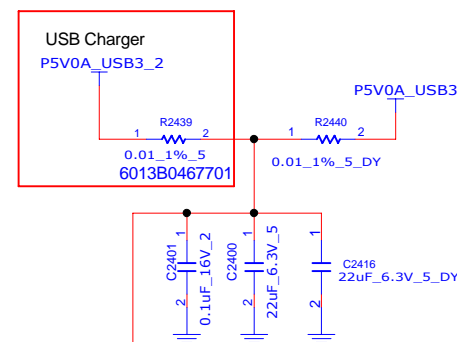 USB Charger
P5V0A_USB3_2
P5V0A_USB3
R2439
1
2
0.01_1%_5
6013B0467701
R2440
1
2
0.01_1%_5_DY
1
C2401
0.1uF_16V_2
2
1
C2400
22uF_6.3V_5
2
1
C2416
22uF_6.3V_5_DY
2